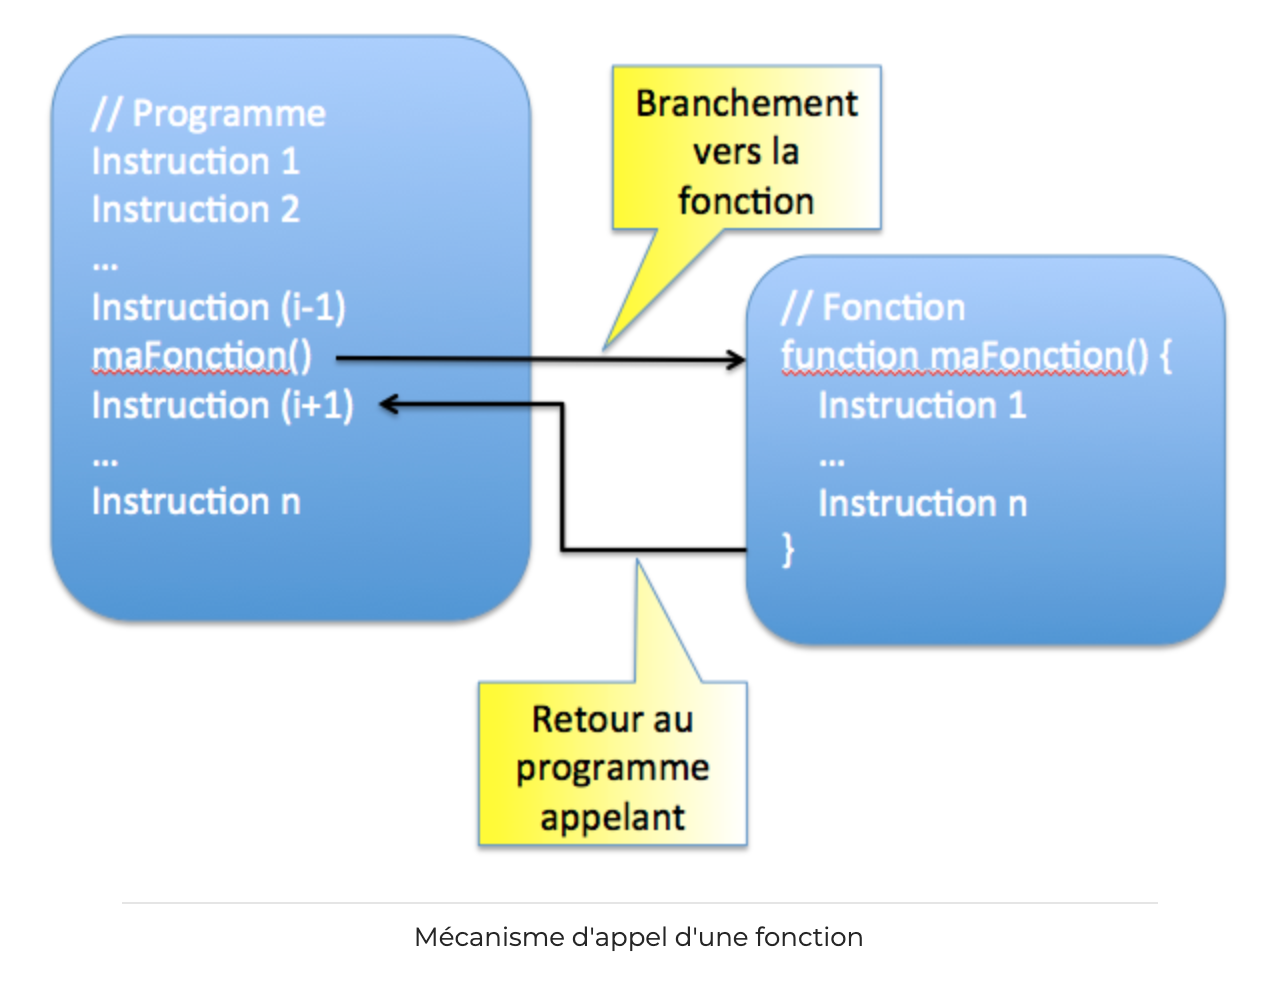 // Programme
Instruction 1
Instruction 2
...
Instruction (i-1)
maFonction()
Instruction (i+1)
...
Instruction n
Branchement
vers la
fonction
// Fonction
function maFonction() {
Instruction 1
...
Instruction n
}
Retour au
programme
appelant
Mécanisme d'appel d'une fonction